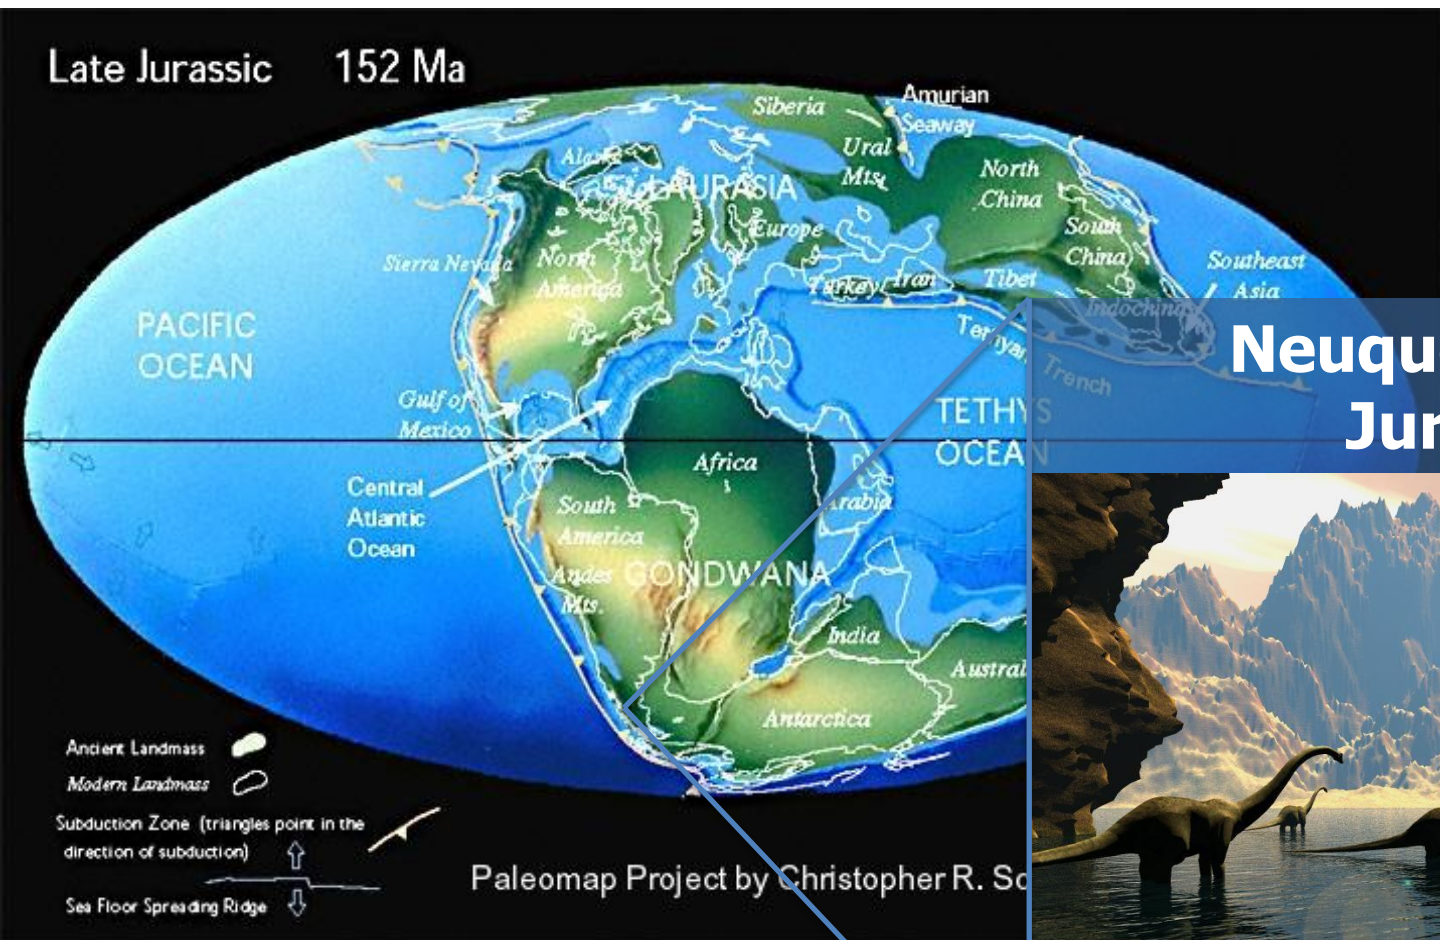 Late Jurassic 152 Ma
Siberia
Amurian
Seaway
Ural
Mts.
North
China
Alaska
LAURASIA
Europe
South
China
Sierra Nevada
North
America
Turkey
Iran
Tibet
Southeast
Asia
Indochina
PACIFIC
OCEAN
Trench
Neuqu
Jur
Gulf of
Mexico
TETHYS
OCEAN
Africa
Central
Atlantic
Ocean
South
America
Arabia
Andes
Mts.
GONDWANA
India
Austral
Antarctica
Ancient Landmass
Modern Landmass
Subduction Zone (triangles point in the
direction of subduction)
Sea Floor Spreading Ridge
Paleomap Project by Christopher R. Sc